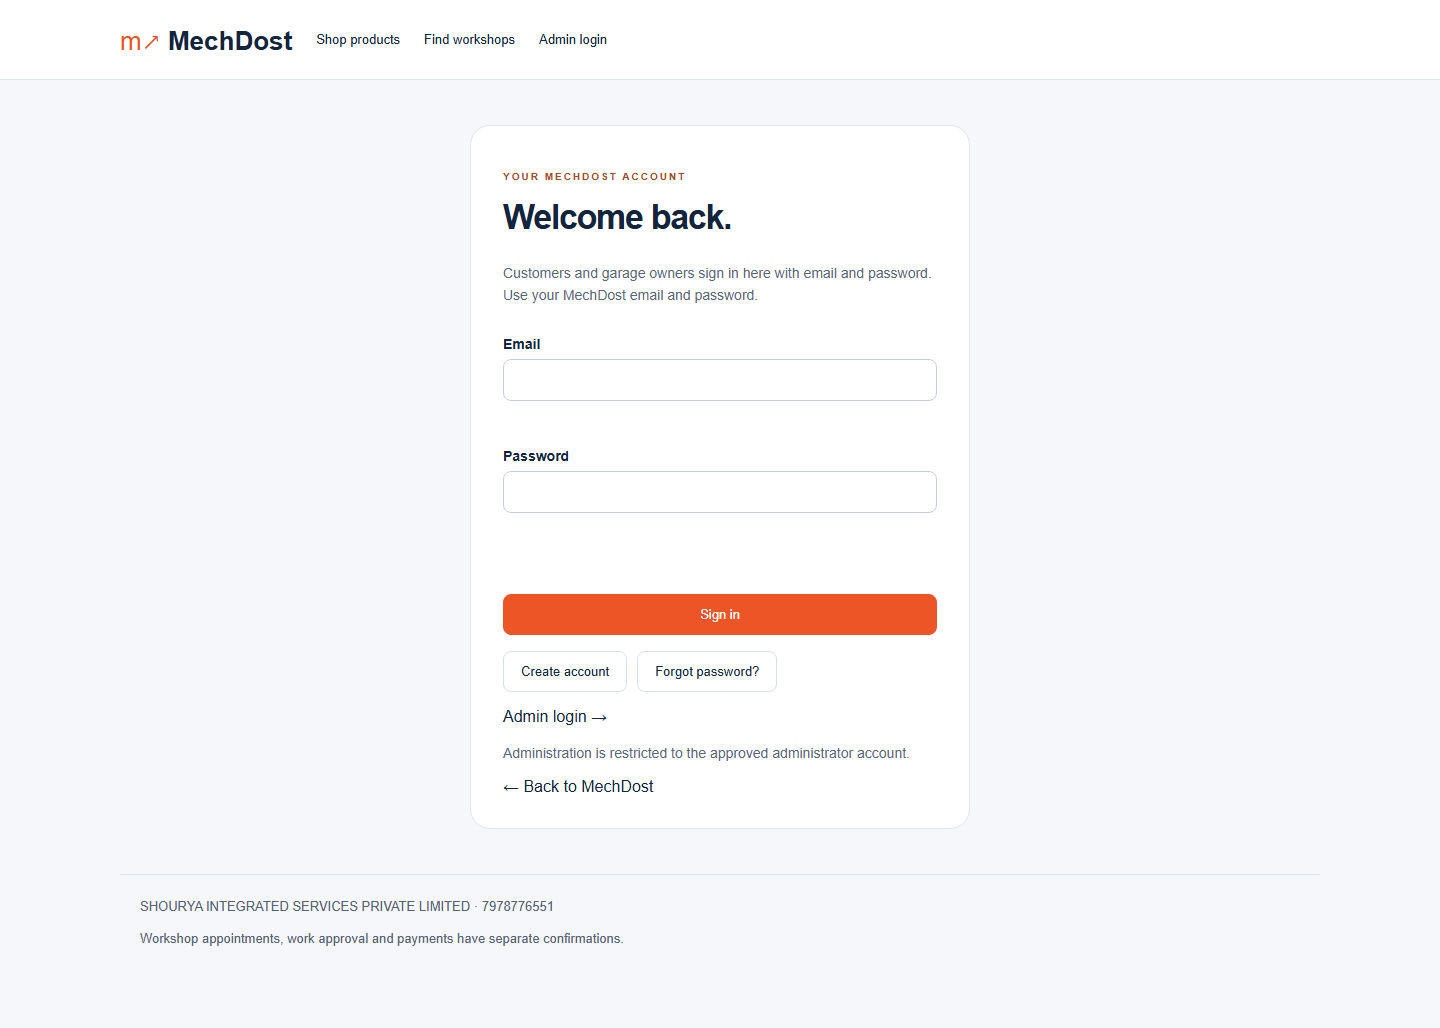 m↗ MechDost Shop products Find workshops Admin login
YOUR MECHDOST ACCOUNT
Welcome back.
Customers and garage owners sign in here with email and password.
Use your MechDost email and password.
Email
Password
Sign in
Create account Forgot password?
Admin login →
Administration is restricted to the approved administrator account.
← Back to MechDost
SHOURYA INTEGRATED SERVICES PRIVATE LIMITED · 7978776551
Workshop appointments, work approval and payments have separate confirmations.